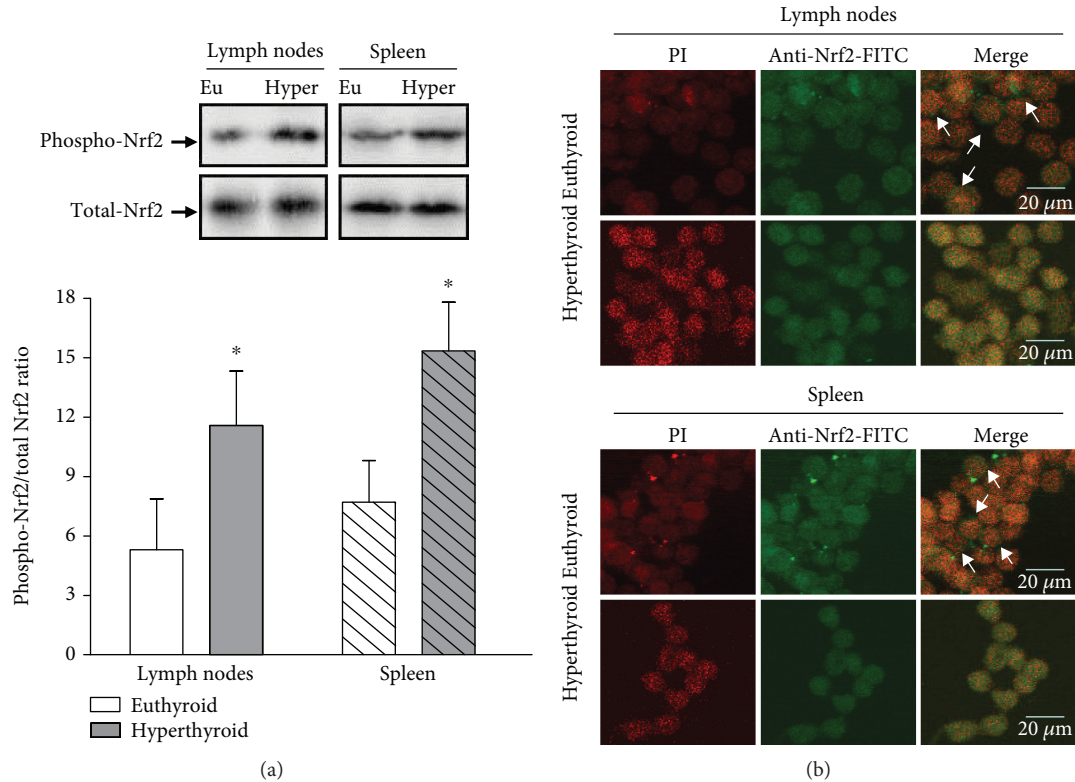 Lymph nodes
Spleen
Eu
Hyper
Eu
Hyper
Phospho-Nrf2
Total-Nrf2
Phospho-Nrf2/total Nrf2 ratio
18
15
12
9
6
3
0
*
*
Lymph nodes
Spleen
Euthyroid
Hyperthyroid
(a)
Lymph nodes
PI
Anti-Nrf2-FITC
Merge
Hyperthyroid Euthyroid
20 μm
20 μm
Spleen
PI
Anti-Nrf2-FITC
Merge
Hyperthyroid Euthyroid
20 μm
20 μm
(b)